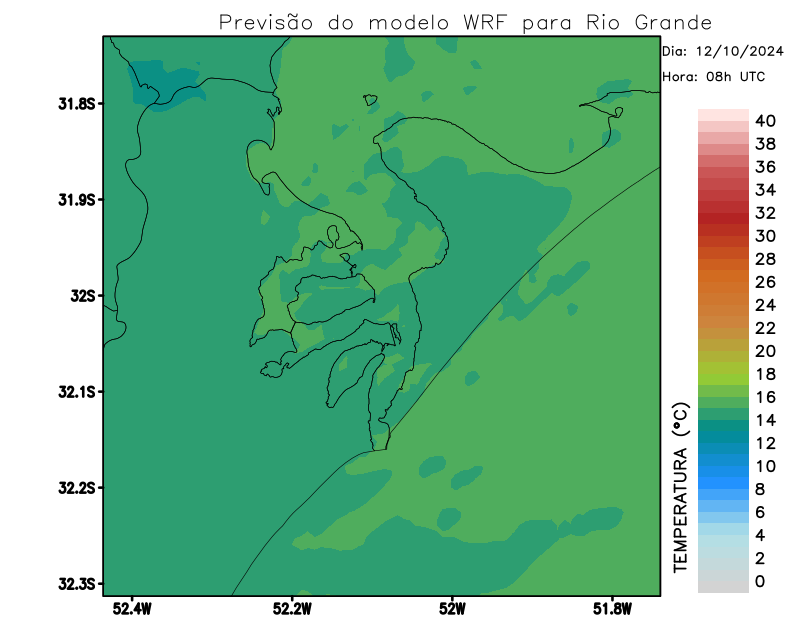 Previsão do modelo WRF para Rio Grande
Dia: 12/10/2024
Hora: 08h UTC
31.8S
31.9S
32S
32.1S
32.2S
32.3S
52.4W
52.2W
52W
51.8W
TEMPERATURA (°C)
40
38
36
34
32
30
28
26
24
22
20
18
16
14
12
10
8
6
4
2
0